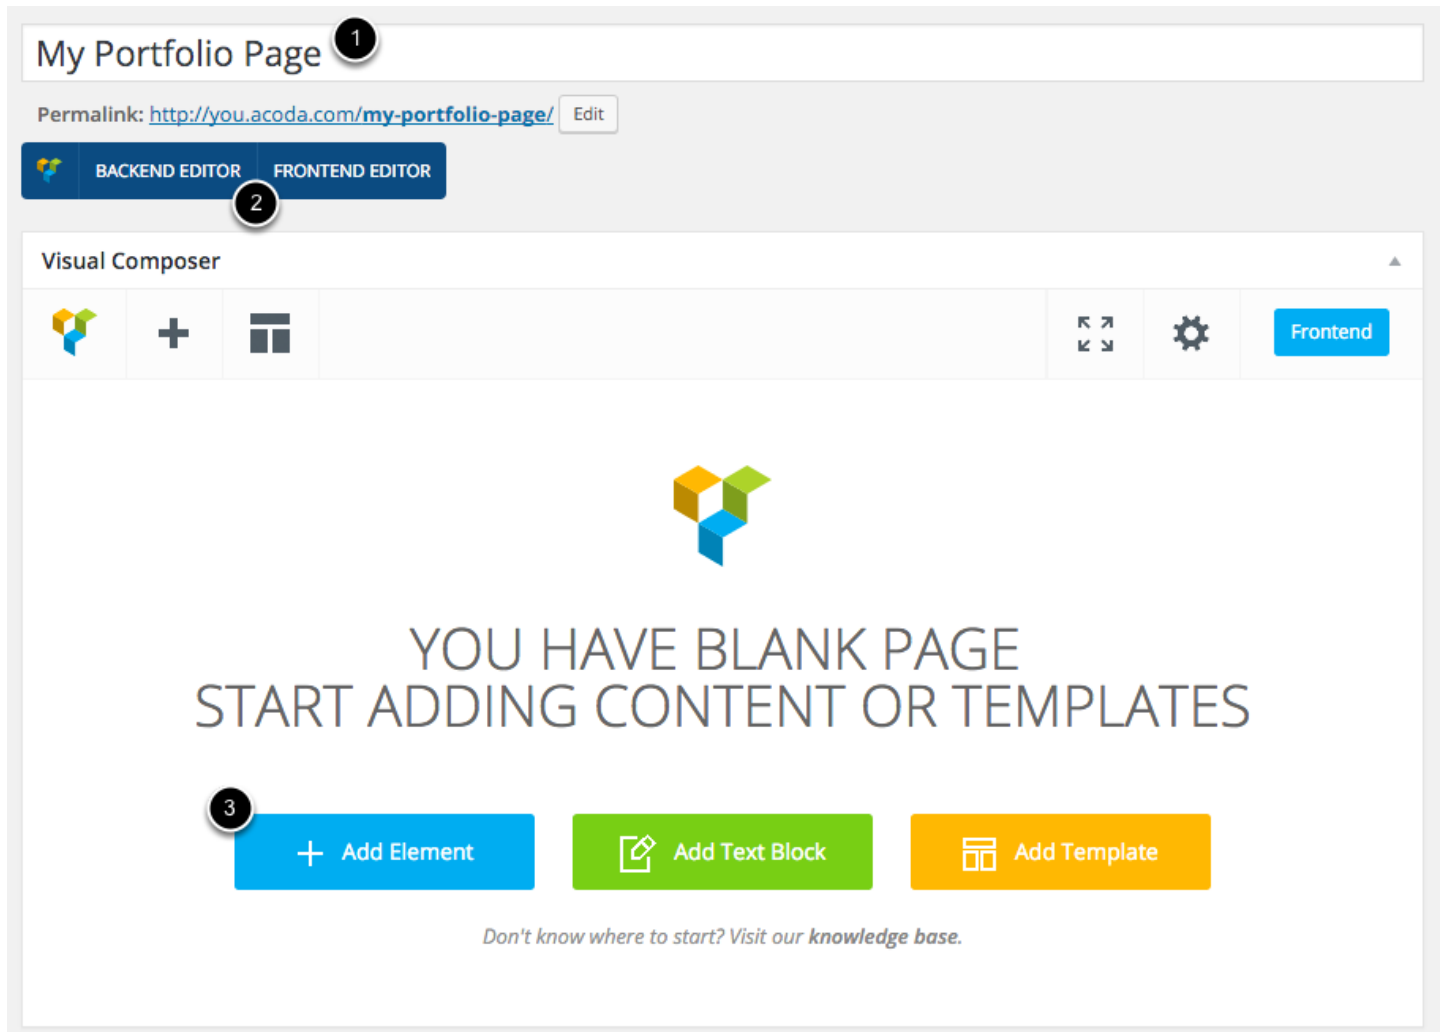 My Portfolio Page 1
Permalink: http://you.acoda.com/my-portfolio-page/ Edit
BACKEND EDITOR FRONTEND EDITOR
2
Visual Composer
Frontend
YOU HAVE BLANK PAGE
START ADDING CONTENT OR TEMPLATES
3
Add Element Add Text Block Add Template
Don't know where to start? Visit our knowledge base.